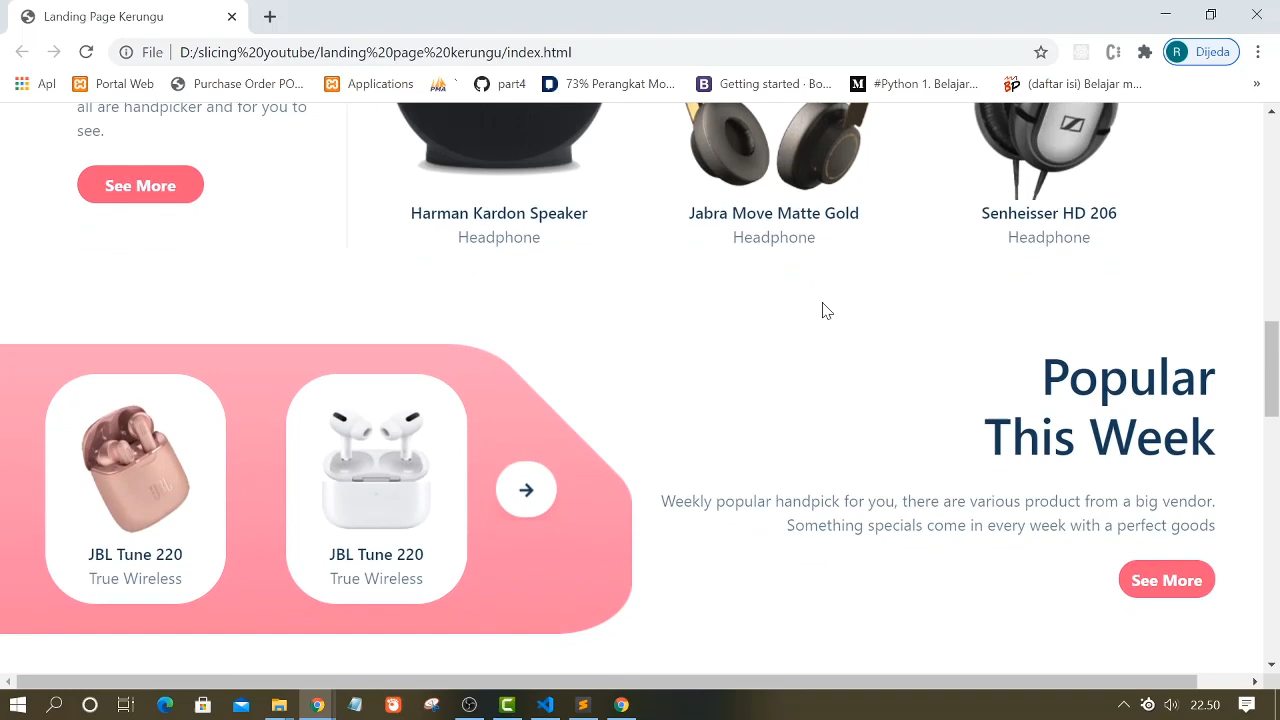 Landing Page Kerungu
File
D:/slicing%20youtube/landing%20page%20kerungu/index.html
R Dijeda
Apl
Portal Web
Purchase Order PO...
Applications
PMA
part4
73% Perangkat Mo...
Getting started · Bo...
#Python 1. Belajar...
(daftar isi) Belajar m...
»
all are handpicker and for you to
see.
See More
Harman Kardon Speaker
Headphone
Jabra Move Matte Gold
Headphone
Senheisser HD 206
Headphone
JBL Tune 220
True Wireless
JBL Tune 220
True Wireless
Popular
This Week
Weekly popular handpick for you, there are various product from a big vendor.
Something specials come in every week with a perfect goods
See More
22.50